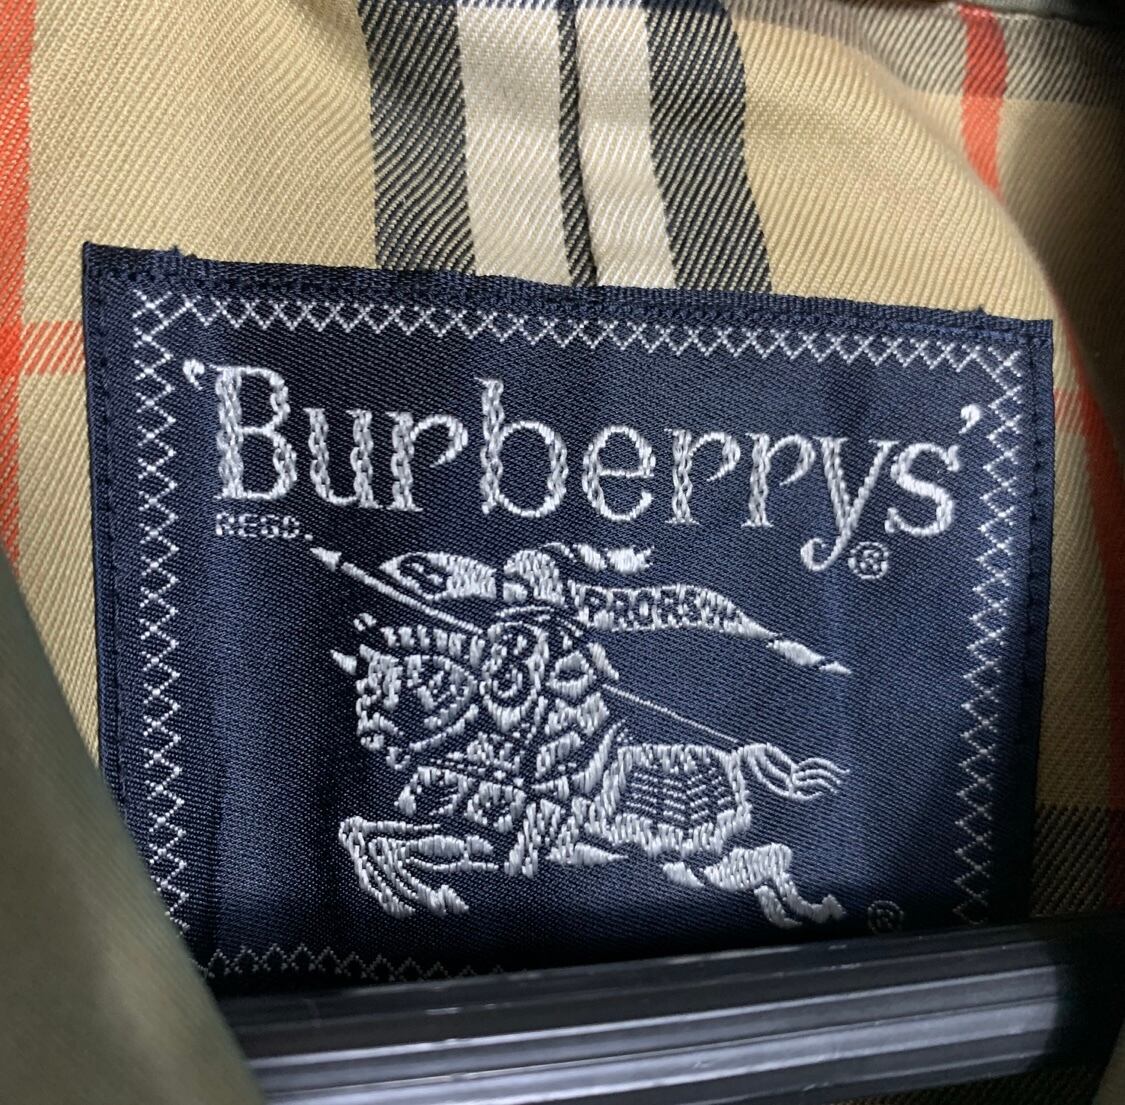 'Burberrys'
REGD. ®
B PRORSUM
B
®